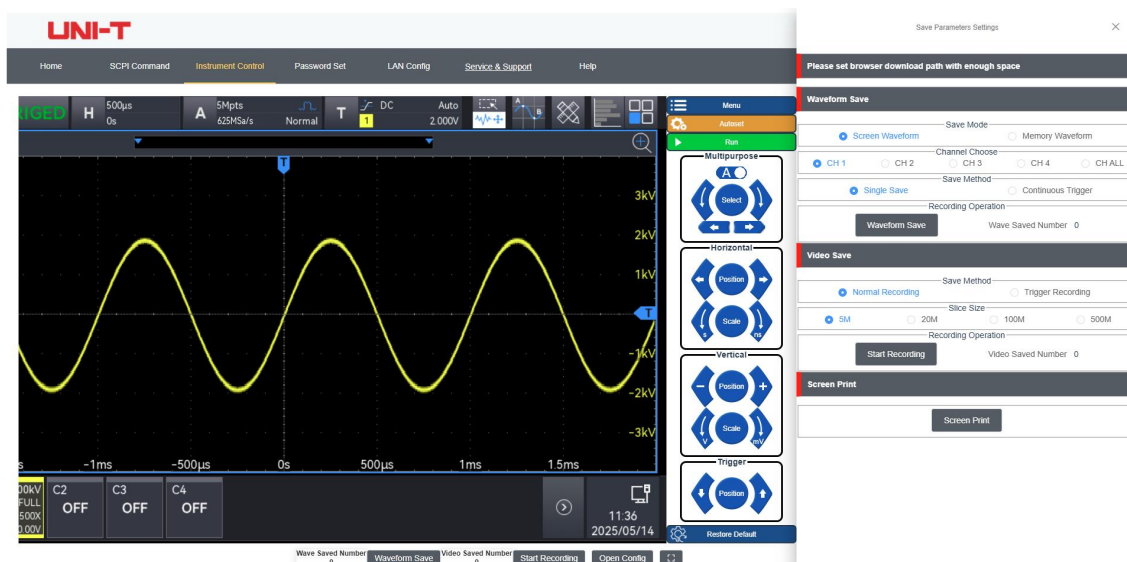 UNI-T
Save Parameters Settings
Home SCPI Command Instrument Control Password Set LAN Config Service & Support Help
Please set browser download path with enough space
IGED H 500μs 0s A 5Mpts 625MSa/s Normal T DC 1 Auto 2.000V A B
Menu
Autoset
Run
T
3kV
2kV
1kV
T
-1kV
-2kV
-3kV
s -1ms -500μs 0s 500μs 1ms 1.5ms
00kV
FULL
500X
0.00V
C2
OFF
C3
OFF
C4
OFF
11:36
2025/05/14
Multipurpose
A
Select
Horizontal
Position
Scale
s ns
Vertical
Position
Scale
V mV
Trigger
Position
Restore Default
Waveform Save
Save Mode
Screen Waveform Memory Waveform
Channel Choose
CH 1 CH 2 CH 3 CH 4 CH ALL
Save Method
Single Save Continuous Trigger
Recording Operation
Waveform Save Wave Saved Number 0
Video Save
Save Method
Normal Recording Trigger Recording
Slice Size
5M 20M 100M 500M
Recording Operation
Start Recording Video Saved Number 0
Screen Print
Screen Print
Wave Saved Number Waveform Save Video Saved Number Start Recording Open Config